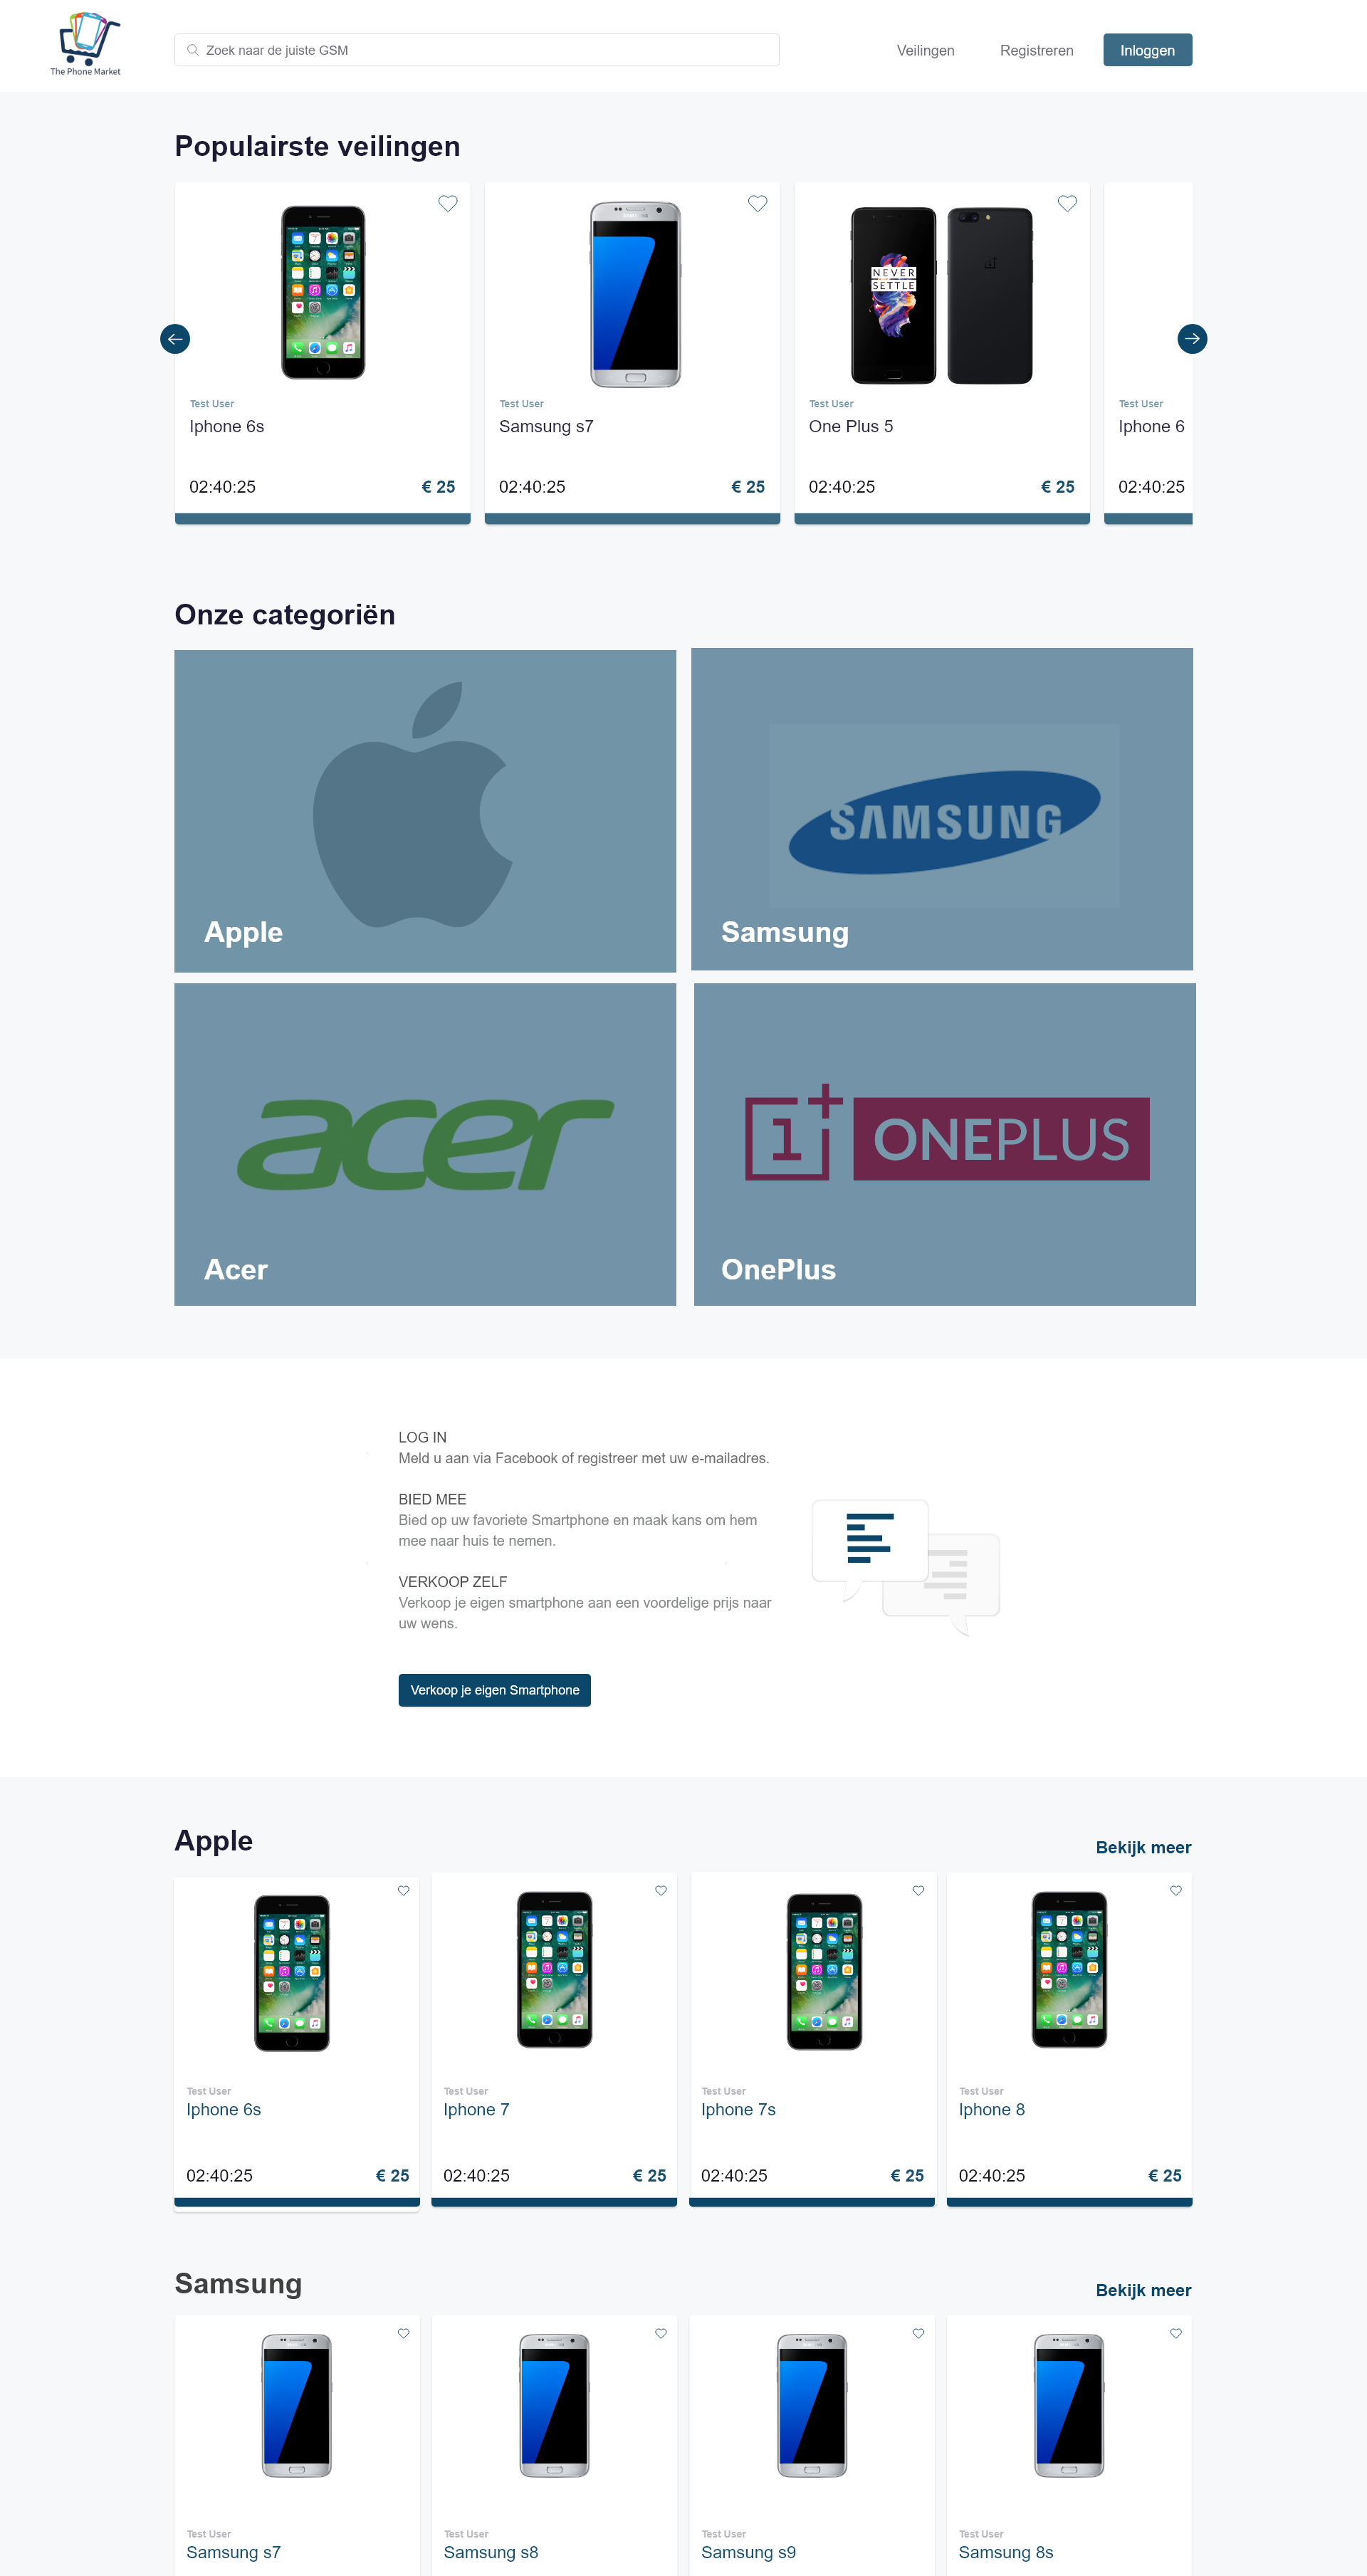 The Phone Market
Zoek naar de juiste GSM
Veilingen
Registreren
Inloggen
Populairste veilingen
NEVER
SETTLE
Test User
Iphone 6s
02:40:25
€ 25
Test User
Samsung s7
02:40:25
€ 25
Test User
One Plus 5
02:40:25
€ 25
Test User
Iphone 6
02:40:25
Onze categoriën
Apple
SAMSUNG
Samsung
acer
Acer
1+ ONEPLUS
OnePlus
LOG IN
Meld u aan via Facebook of registreer met uw e-mailadres.
BIED MEE
Bied op uw favoriete Smartphone en maak kans om hem
mee naar huis te nemen.
VERKOOP ZELF
Verkoop je eigen smartphone aan een voordelige prijs naar
uw wens.
Verkoop je eigen Smartphone
Apple
Bekijk meer
Test User
Iphone 6s
02:40:25
€ 25
Test User
Iphone 7
02:40:25
€ 25
Test User
Iphone 7s
02:40:25
€ 25
Test User
Iphone 8
02:40:25
€ 25
Samsung
Bekijk meer
Test User
Samsung s7
Test User
Samsung s8
Test User
Samsung s9
Test User
Samsung 8s